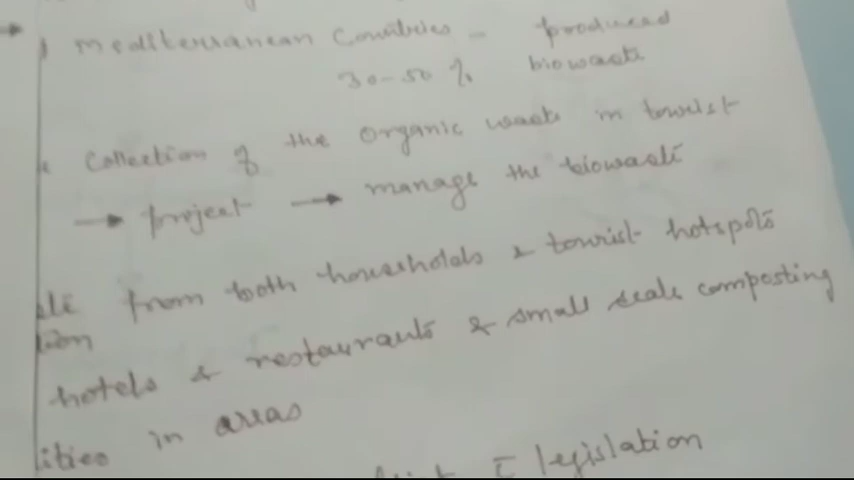 Mediterranean Countries - produced
30-50 % biowaste
Collection of the organic waste in tourist
→ project → manage the biowaste
from both households & tourist hotspots
hotels & restaurants & small scale composting
in areas
legislation